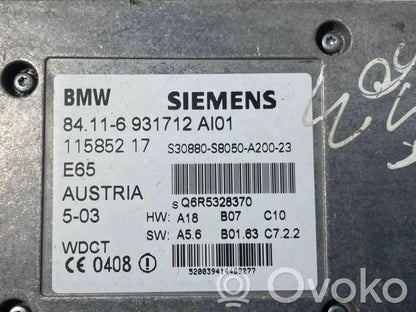 BMW SIEMENS
84.11-6 931712 AI01
115852 17 S30880-S8050-A200-23
E65
AUSTRIA S Q6R5328370
5-03 HW: A18 B07 C10
WDCT SW: A5.6 B01.63 C7.2.2
CE 0408
Ovoko